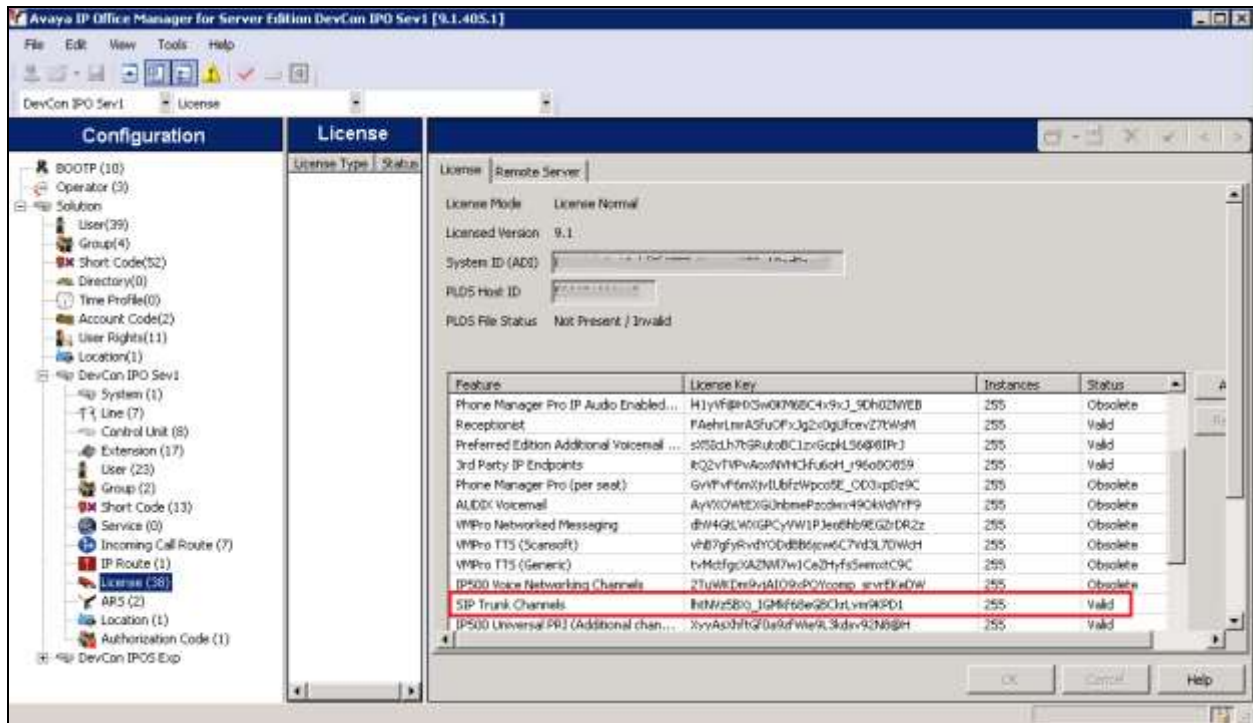 Avaya IP Office Manager for Server Edition DevCon IPO Sev1 [9.1.405.1]
File Edit View Tools Help
DevCon IPO Sev1 License
Configuration
BOOTP (10)
Operator (3)
Solution
User(39)
Group(4)
Short Code(52)
Directory(0)
Time Profile(0)
Account Code(2)
User Rights(11)
Location(1)
DevCon IPO Sev1
System (1)
Line (7)
Control Unit (8)
Extension (17)
User (23)
Group (2)
Short Code (13)
Service (0)
Incoming Call Route (7)
IP Route (1)
License (38)
ARS (2)
Location (1)
Authorization Code (1)
DevCon IPOS Exp
License
License Type Status
License Remote Server
License Mode License Normal
Licensed Version 9.1
System ID (ADI)
PLDS Host ID
PLDS File Status Not Present / Invalid
Feature License Key Instances Status
Phone Manager Pro IP Audio Enabled... 255 Obsolete
Receptionist 255 Valid
Preferred Edition Additional Voicemail ... 255 Valid
3rd Party IP Endpoints 255 Valid
Phone Manager Pro (per seat) 255 Obsolete
AUDIX Voicemail 255 Obsolete
VMPro Networked Messaging 255 Obsolete
VMPro TTS (Scansoft) 255 Obsolete
VMPro TTS (Generic) 255 Obsolete
IP500 Voice Networking Channels 255 Obsolete
SIP Trunk Channels 255 Valid
IP500 Universal PRI (Additional chan... 255 Valid
OK Cancel Help